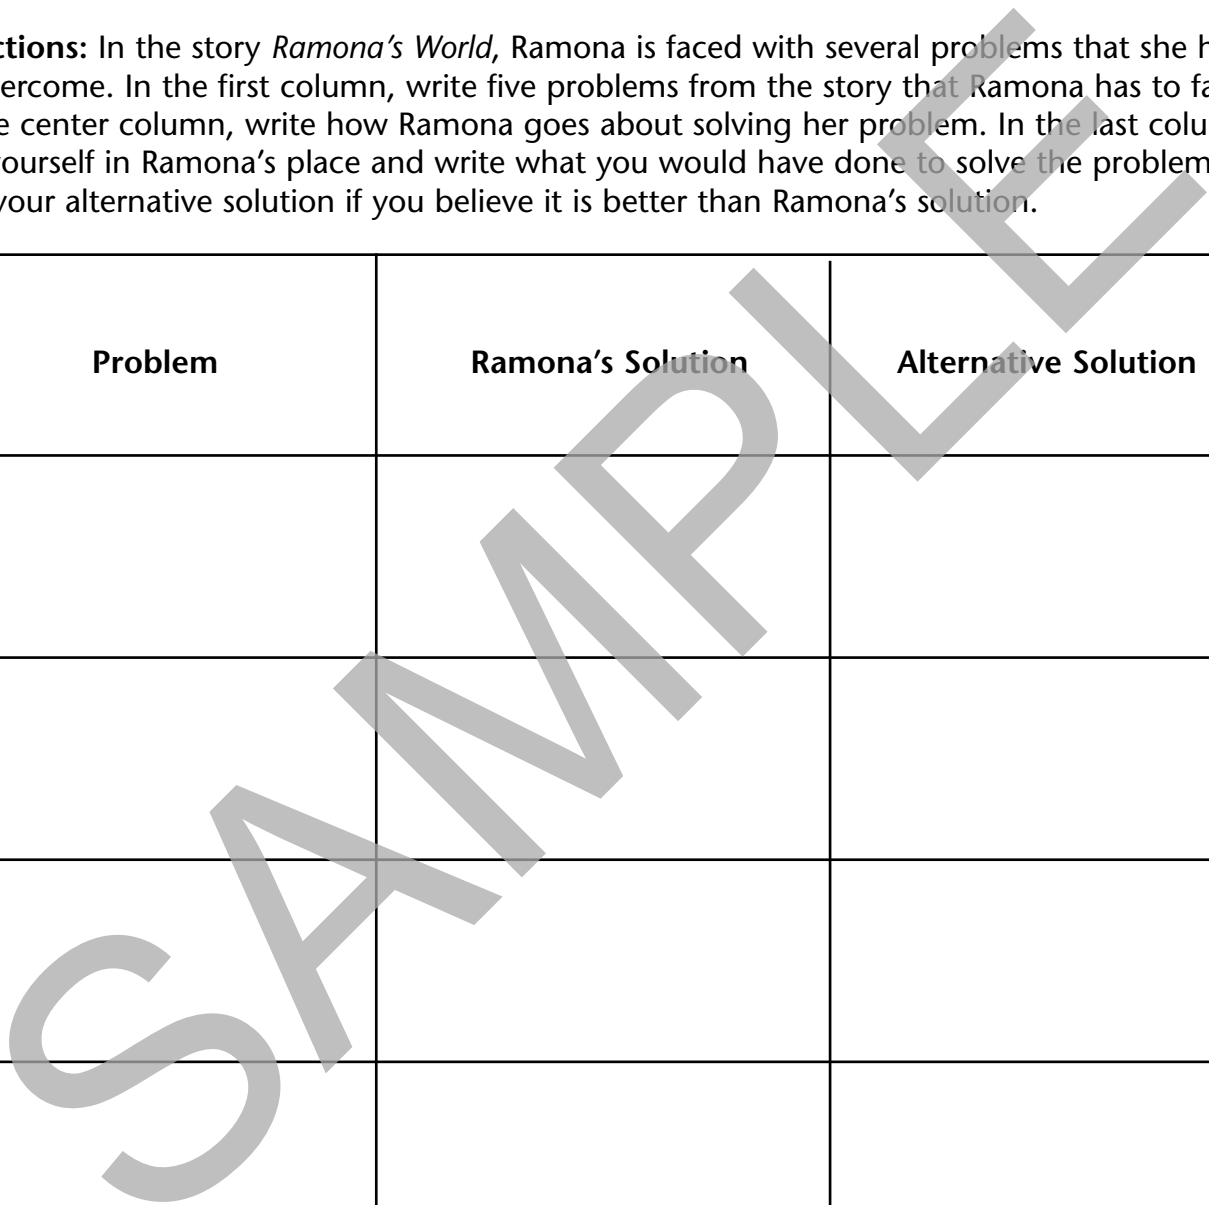 ctions: In the story Ramona’s World, Ramona is faced with several problems that she h
ercome. In the first column, write five problems from the story that Ramona has to fa
e center column, write how Ramona goes about solving her problem. In the last colu
yourself in Ramona’s place and write what you would have done to solve the problem
your alternative solution if you believe it is better than Ramona’s solution.
Problem
Ramona’s Solution
Alternative Solution
SAMPLE